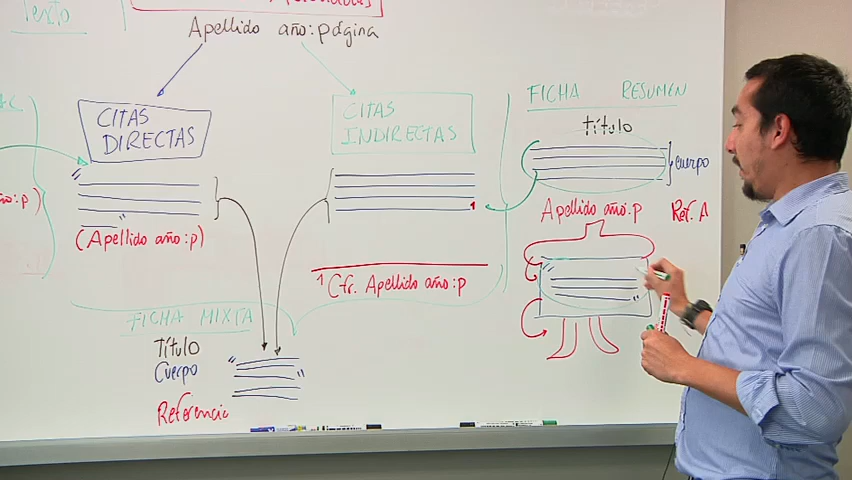 Texto
Apellido año:página
CITAS
DIRECTAS
(Apellido año:p)
CITAS
INDIRECTAS
1 Cfr. Apellido año:p
FICHA RESUMEN
Título
Cuerpo
Apellido año:p
Ref. A
FICHA MIXTA
Título
Cuerpo
Referencia